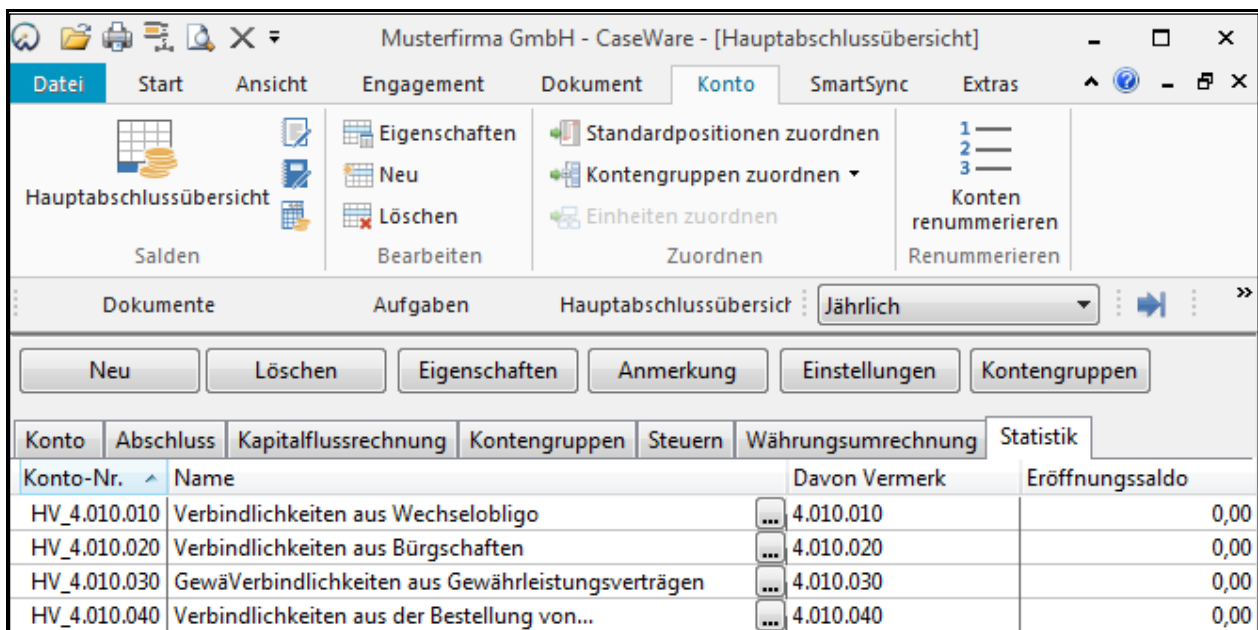 Musterfirma GmbH - CaseWare - [Hauptabschlussübersicht]
Datei Start Ansicht Engagement Dokument Konto SmartSync Extras
Eigenschaften Standardpositionen zuordnen 1
2
3
Neu Kontengruppen zuordnen
Hauptabschlussübersicht Löschen Einheiten zuordnen Konten
renummerieren
Salden Bearbeiten Zuordnen Renummerieren
Dokumente Aufgaben Hauptabschlussübersich Jährlich
Neu Löschen Eigenschaften Anmerkung Einstellungen Kontengruppen
Konto Abschluss Kapitalflussrechnung Kontengruppen Steuern Währungsumrechnung Statistik
Konto-Nr. Name Davon Vermerk Eröffnungssaldo
HV_4.010.010 Verbindlichkeiten aus Wechselobligo ... 4.010.010 0,00
HV_4.010.020 Verbindlichkeiten aus Bürgschaften ... 4.010.020 0,00
HV_4.010.030 GewäVerbindlichkeiten aus Gewährleistungsverträgen ... 4.010.030 0,00
HV_4.010.040 Verbindlichkeiten aus der Bestellung von... ... 4.010.040 0,00